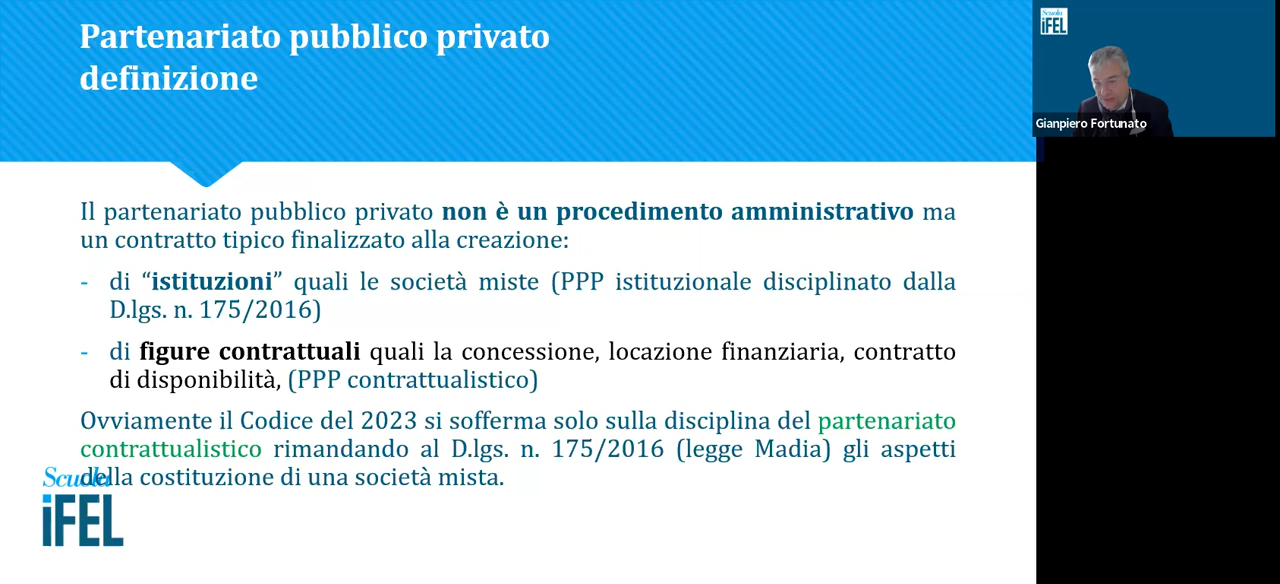 Partenariato pubblico privato
definizione
Scuola
iFEL
Gianpiero Fortunato
Il partenariato pubblico privato non è un procedimento amministrativo ma
un contratto tipico finalizzato alla creazione:
- di “istituzioni” quali le società miste (PPP istituzionale disciplinato dalla
D.lgs. n. 175/2016)
- di figure contrattuali quali la concessione, locazione finanziaria, contratto
di disponibilità, (PPP contrattualistico)
Ovviamente il Codice del 2023 si sofferma solo sulla disciplina del partenariato
contrattualistico rimandando al D.lgs. n. 175/2016 (legge Madia) gli aspetti
della costituzione di una società mista.
Scuola
iFEL